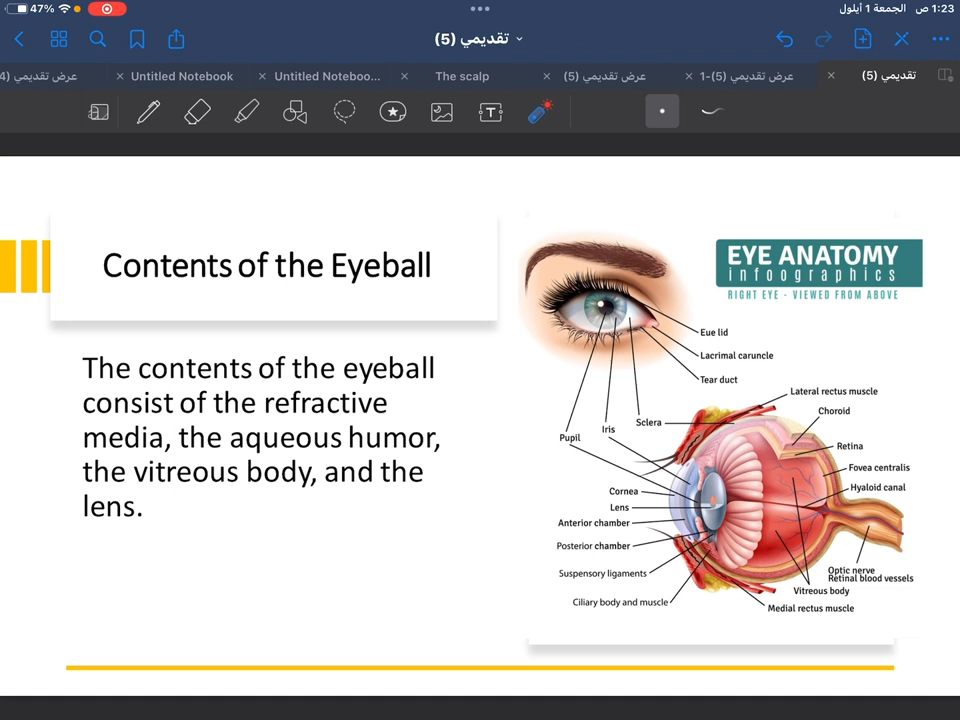 47%
1:23 ص الجمعة 1 أيلول
تقديمي (5)
عرض تقديمي (4
Untitled Notebook
Untitled Noteboo...
The scalp
عرض تقديمي (5)
عرض تقديمي (5)-1
تقديمي (5)
Contents of the Eyeball
The contents of the eyeball
consist of the refractive
media, the aqueous humor,
the vitreous body, and the
lens.
EYE ANATOMY
infoographics
RIGHT EYE - VIEWED FROM ABOVE
Eue lid
Lacrimal caruncle
Tear duct
Lateral rectus muscle
Choroid
Sclera
Iris
Pupil
Retina
Fovea centralis
Hyaloid canal
Cornea
Lens
Anterior chamber
Posterior chamber
Suspensory ligaments
Ciliary body and muscle
Optic nerve
Retinal blood vessels
Vitreous body
Medial rectus muscle